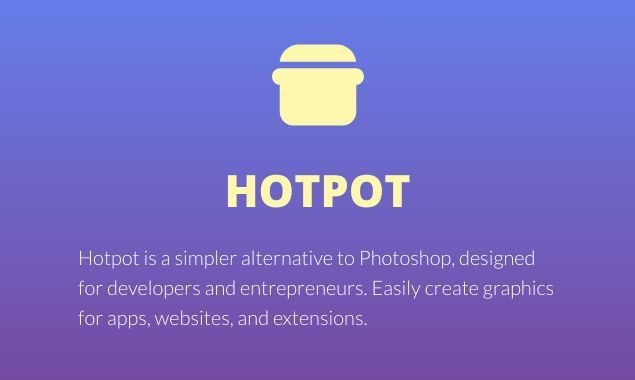 HOTPOT
Hotpot is a simpler alternative to Photoshop, designed
for developers and entrepreneurs. Easily create graphics
for apps, websites, and extensions.